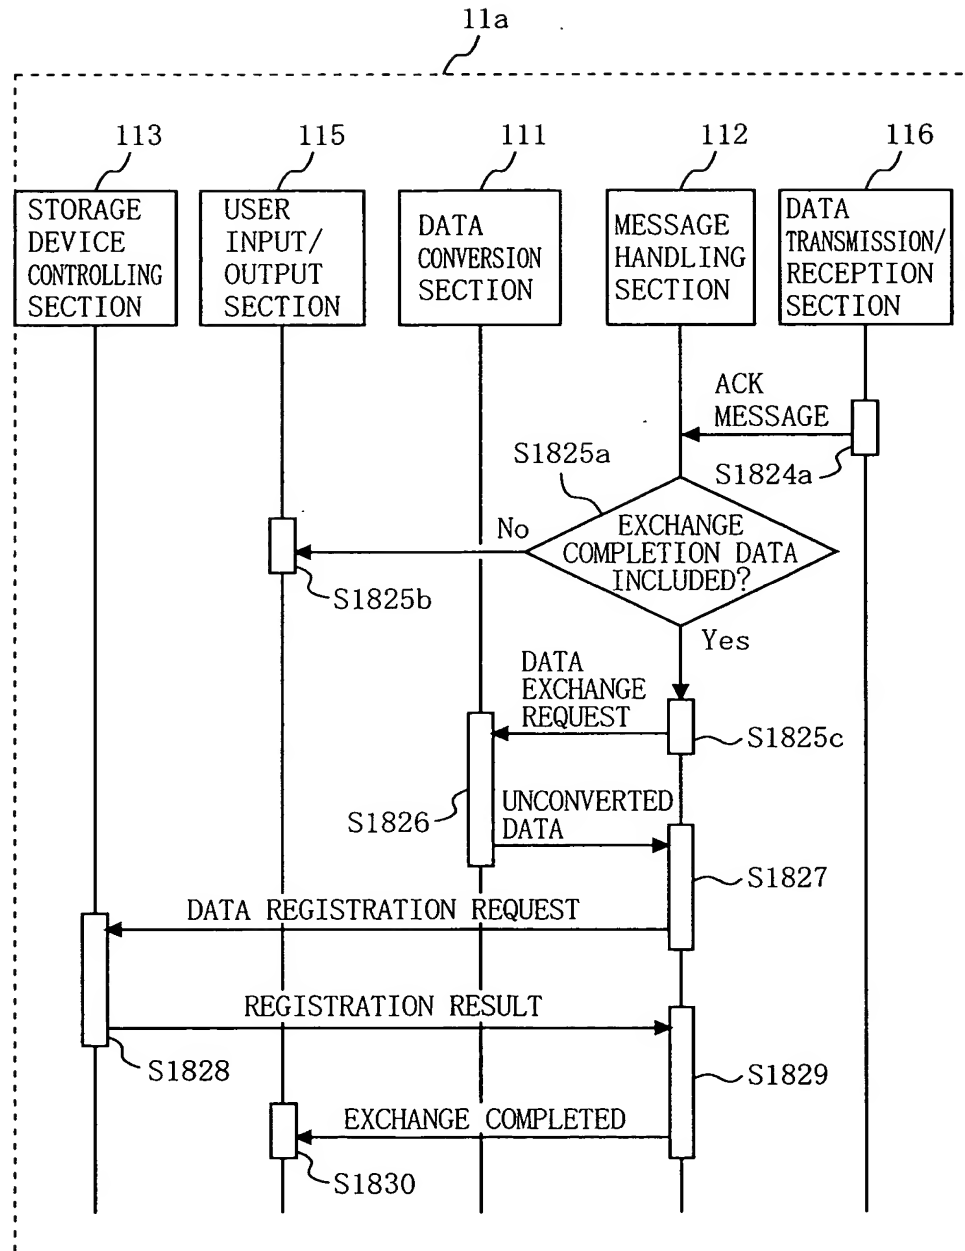 11a
113
115
111
112
116
STORAGE
DEVICE
CONTROLLING
SECTION
USER
INPUT/
OUTPUT
SECTION
DATA
CONVERSION
SECTION
MESSAGE
HANDLING
SECTION
DATA
TRANSMISSION/
RECEPTION
SECTION
ACK
MESSAGE
S1824a
S1825a
EXCHANGE
COMPLETION DATA
INCLUDED?
No
S1825b
Yes
DATA
EXCHANGE
REQUEST
S1825c
S1826
UNCONVERTED
DATA
S1827
DATA REGISTRATION REQUEST
REGISTRATION RESULT
S1828
S1829
EXCHANGE COMPLETED
S1830